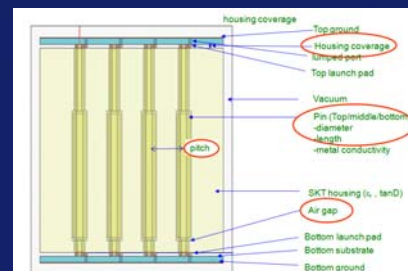 housing coverage
Top ground
Housing coverage
lumped port
Top launch pad
Vacuum
Pin (Top/middle/bottom)
-diameter
-length
-metal conductivity
pitch
SKT housing (εr , tanD)
Air gap
Bottom launch pad
Bottom substrate
Bottom ground